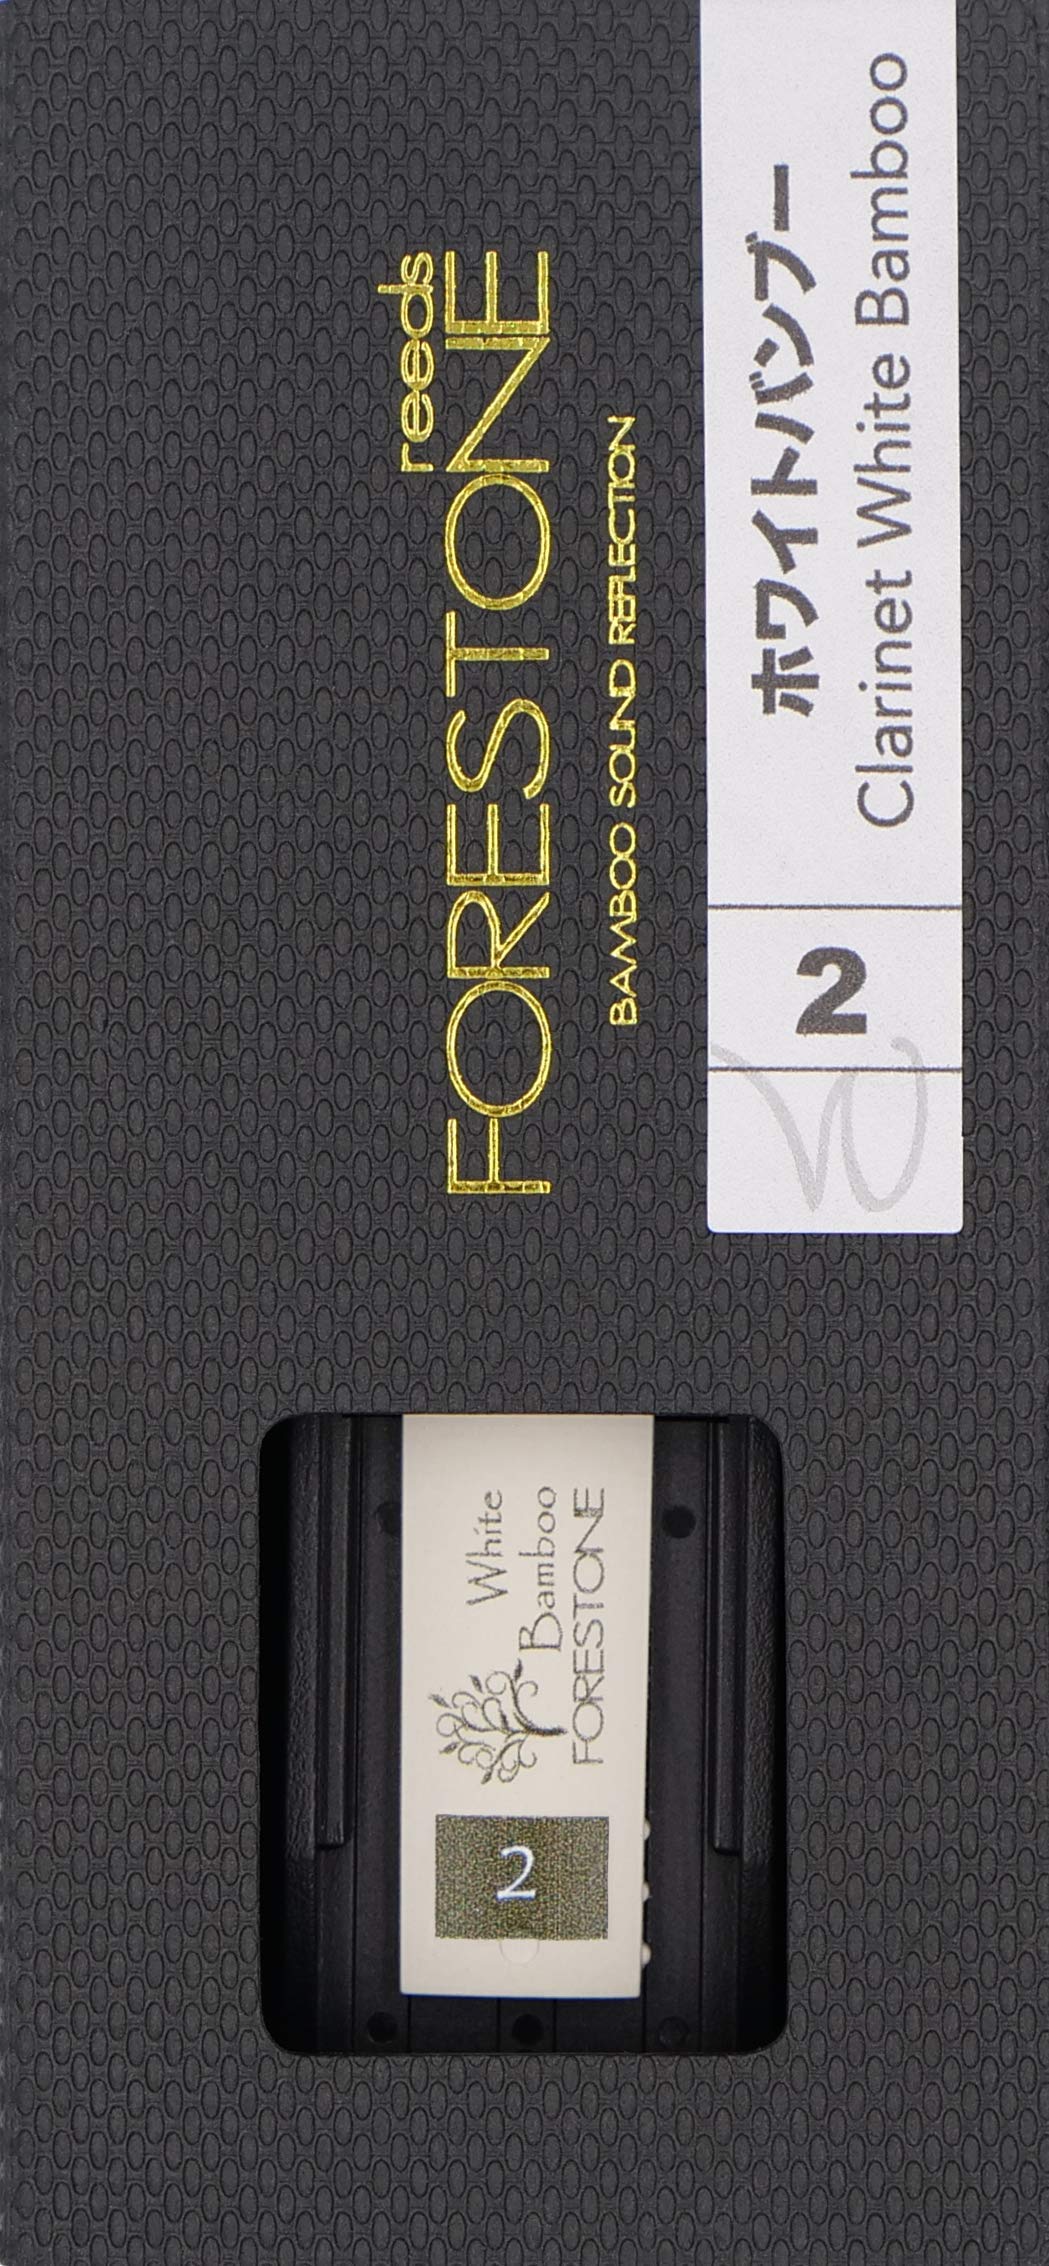 reeds
FORESTONE
BAMBOO SOUND REFLECTION
ホワイトバンブー
Clarinet White Bamboo
2
W
2
White
Bamboo
FORESTONE